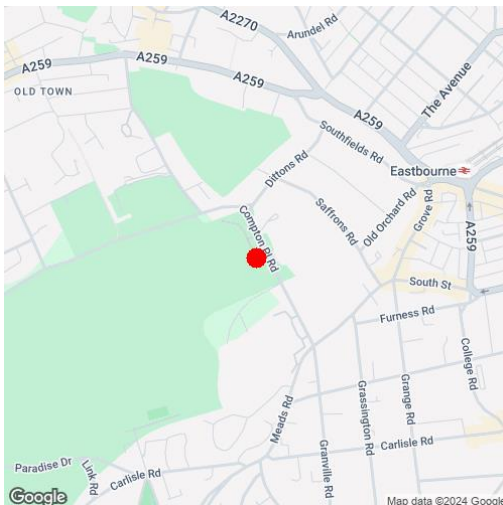 A2270
Arundel Rd
A259
A259
A259
The Avenue
OLD TOWN
A259
Southfields Rd
Eastbourne
Dittons Rd
Compton Pl Rd
Saffrons Rd
Old Orchard Rd
Grove Rd
A259
South St
Furness Rd
College Rd
Grange Rd
Grassington Rd
Meads Rd
Granville Rd
Carlisle Rd
Paradise Dr
Link Rd
Carlisle Rd
Google
Map data ©2024 Google